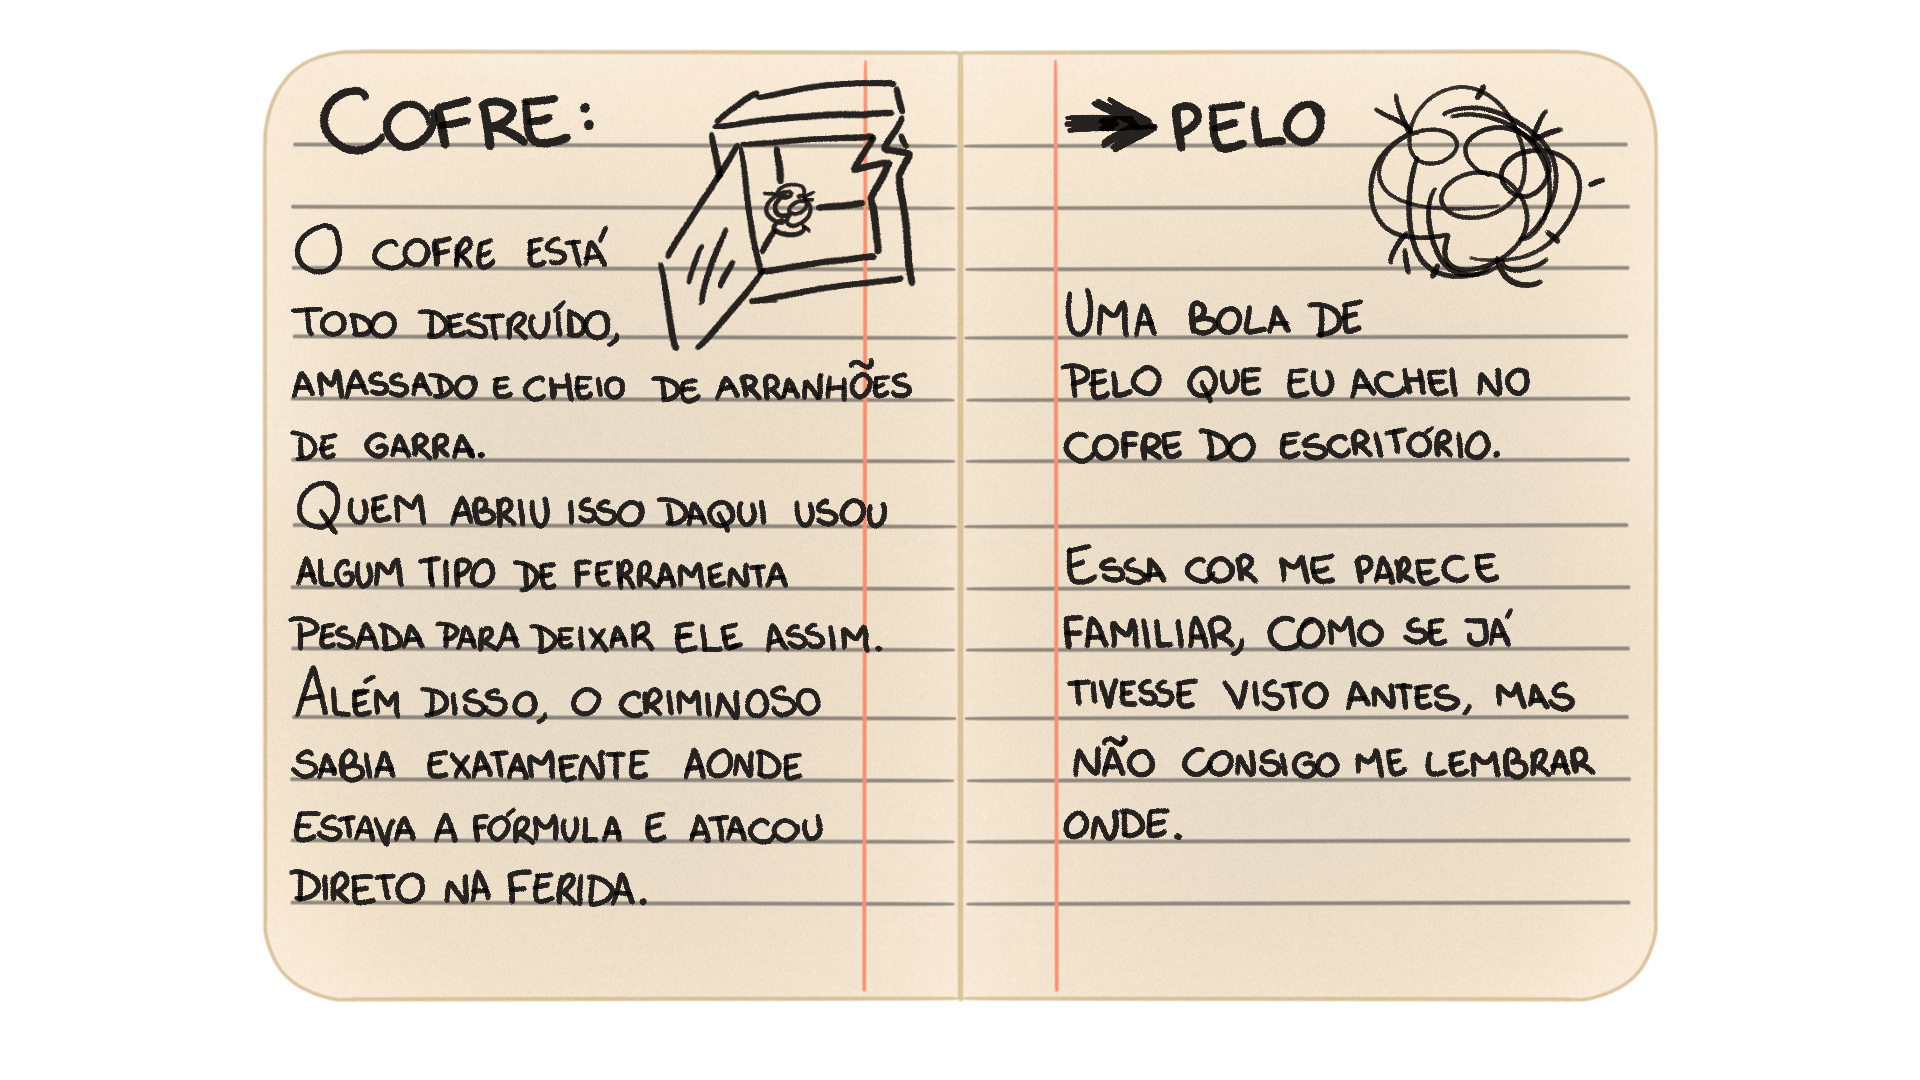 COFRE:
O COFRE ESTÁ
TODO DESTRUÍDO,
AMASSADO E CHEIO DE ARRANHÕES
DE GARRA.
QUEM ABRIU ISSO DAQUI USOU
ALGUM TIPO DE FERRAMENTA
PESADA PARA DEIXAR ELE ASSIM.
ALÉM DISSO, O CRIMINOSO
SABIA EXATAMENTE AONDE
ESTAVA A FÓRMULA E ATACOU
DIRETO NA FERIDA.
PELO
UMA BOLA DE
PELO QUE EU ACHEI NO
COFRE DO ESCRITÓRIO.
ESSA COR ME PARECE
FAMILIAR, COMO SE JÁ
TIVESSE VISTO ANTES, MAS
NÃO CONSIGO ME LEMBRAR
ONDE.